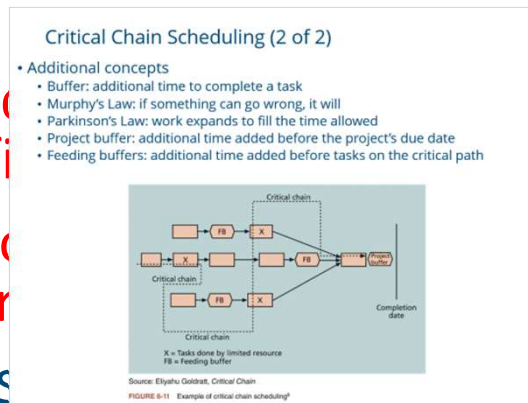 Critical Chain Scheduling (2 of 2)
• Additional concepts
• Buffer: additional time to complete a task
• Murphy's Law: if something can go wrong, it will
• Parkinson's Law: work expands to fill the time allowed
• Project buffer: additional time added before the project's due date
• Feeding buffers: additional time added before tasks on the critical path
Critical chain
FB
X
X
FB
Project
buffer
Critical chain
FB
X
Completion
date
Critical chain
X = Tasks done by limited resource
FB = Feeding buffer
Source: Eliyahu Goldratt, Critical Chain
FIGURE 6-11 Example of critical chain scheduling⁸